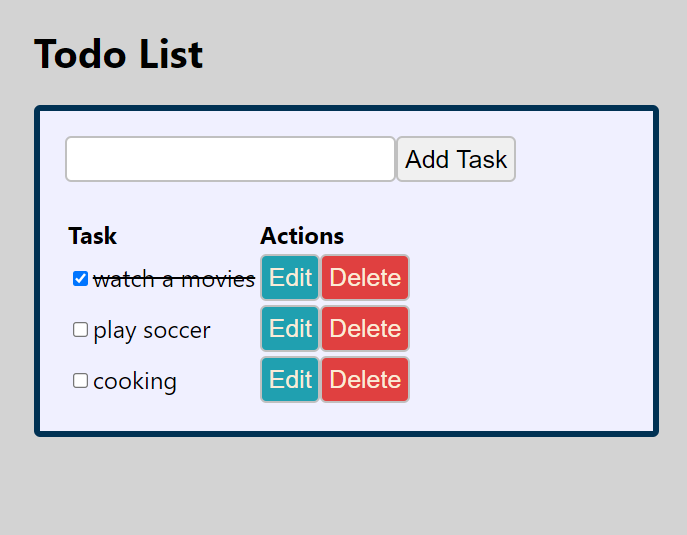 Todo List
Add Task
Task Actions
watch a movies Edit Delete
play soccer Edit Delete
cooking Edit Delete